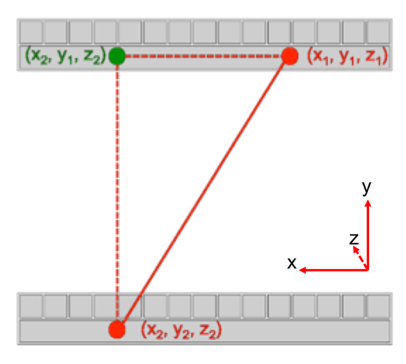 (x₂, y₁, z₂) (x₁, y₁, z₁)
y
z
x
(x₂, y₂, z₂)